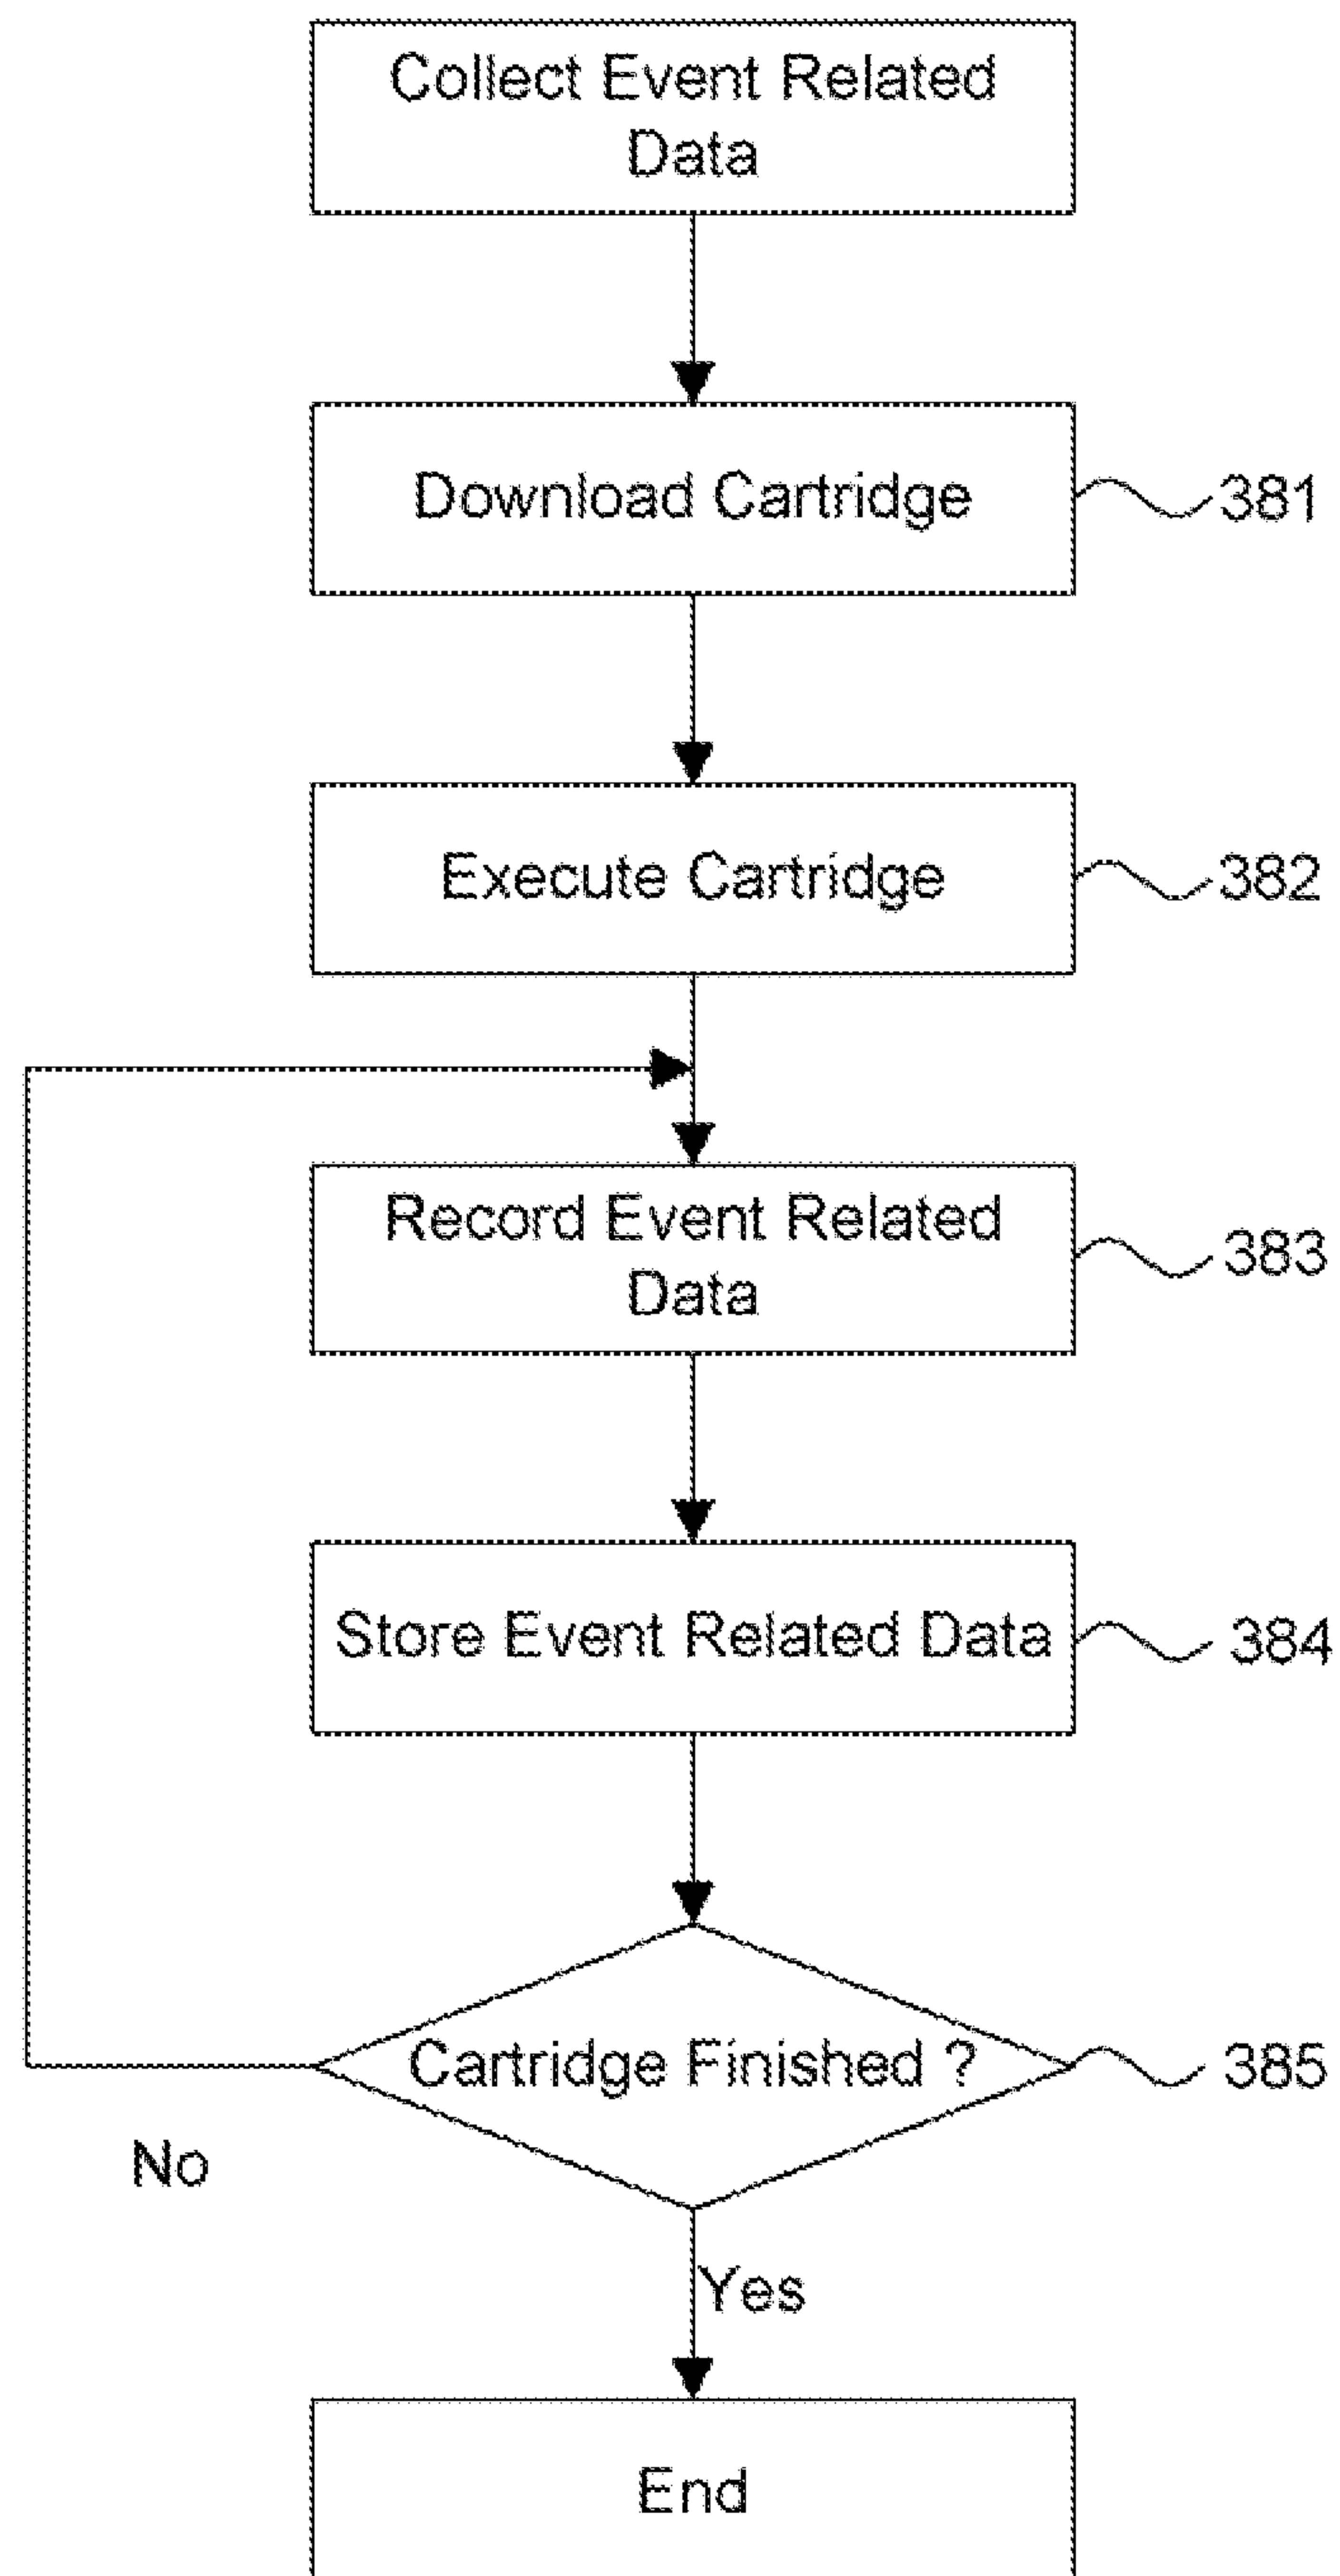 Collect Event Related
Data
Download Cartridge
381
Execute Cartridge
382
Record Event Related
Data
383
Store Event Related Data
384
Cartridge Finished ?
385
No
Yes
End